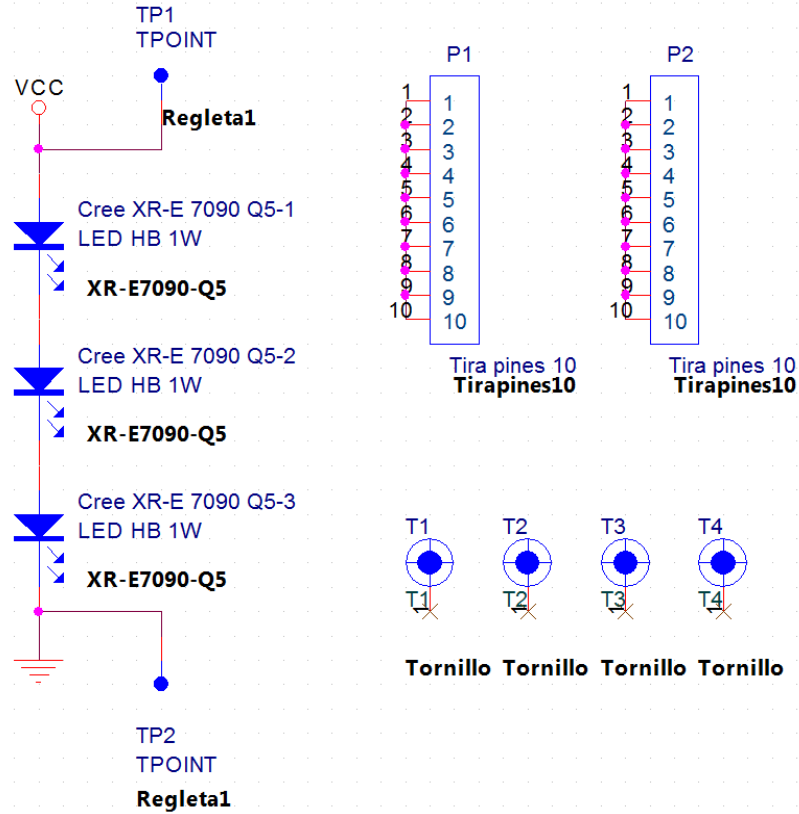 TP1
TPOINT
Regleta1
VCC
Cree XR-E 7090 Q5-1
LED HB 1W
XR-E7090-Q5
Cree XR-E 7090 Q5-2
LED HB 1W
XR-E7090-Q5
Cree XR-E 7090 Q5-3
LED HB 1W
XR-E7090-Q5
TP2
TPOINT
Regleta1
P1
1 1
2 2
3 3
4 4
5 5
6 6
7 7
8 8
9 9
10 10
Tira pines 10
Tirapines10
P2
1 1
2 2
3 3
4 4
5 5
6 6
7 7
8 8
9 9
10 10
Tira pines 10
Tirapines10
T1 T2 T3 T4
T1 T2 T3 T4
Tornillo Tornillo Tornillo Tornillo